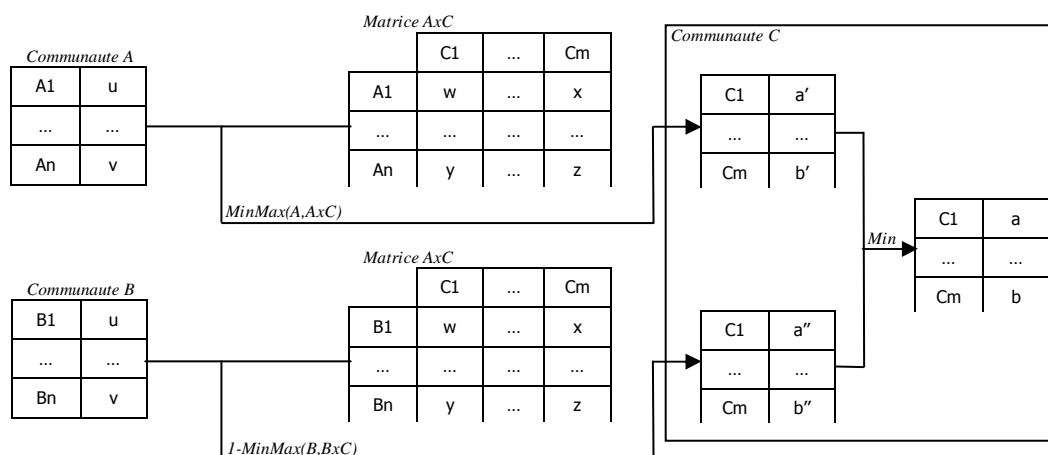 Matrice AxC
Communaute C
Communaute A
C1 ... Cm
A1 u
A1 w ... x
C1 a'
... ...
... ... ... ...
... ...
An v
An y ... z
Cm b'
MinMax(A,AxC)
C1 a
Min
... ...
Cm b
Matrice AxC
Communaute B
C1 ... Cm
B1 u
B1 w ... x
C1 a"
... ...
... ... ... ...
... ...
Bn v
Bn y ... z
Cm b"
1-MinMax(B,BxC)